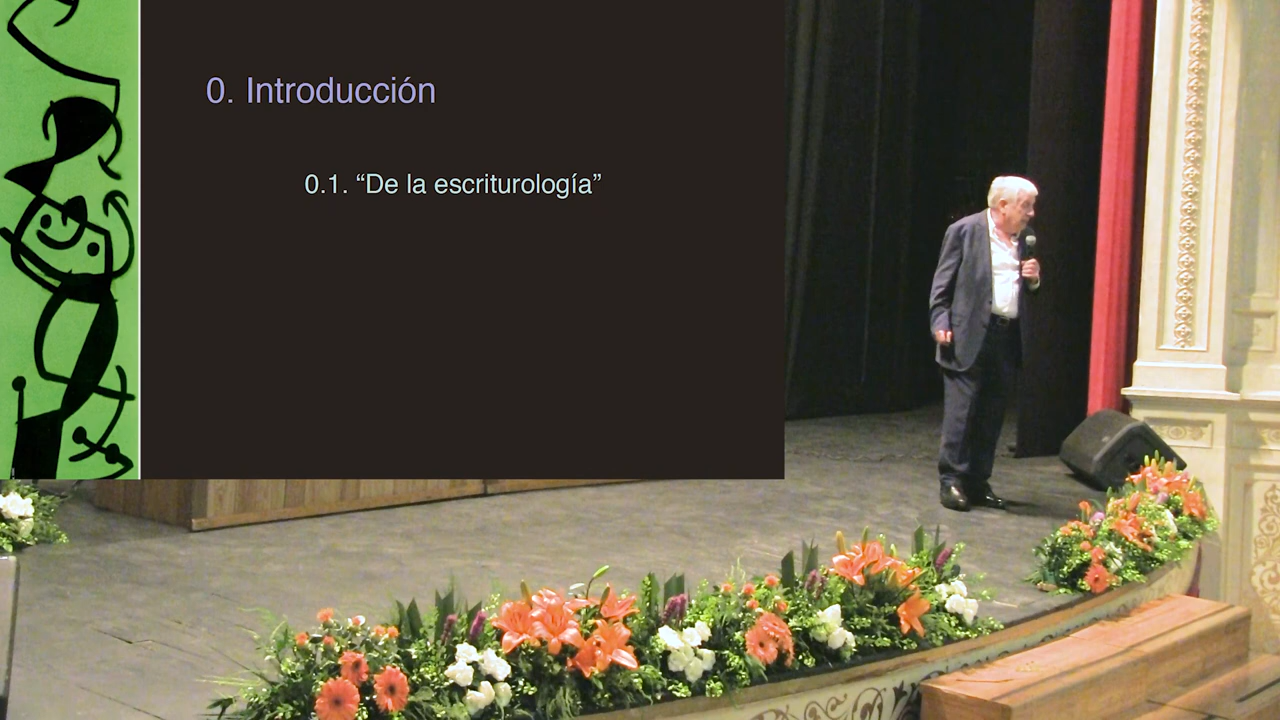 0. Introducción
0.1. “De la escriturología”